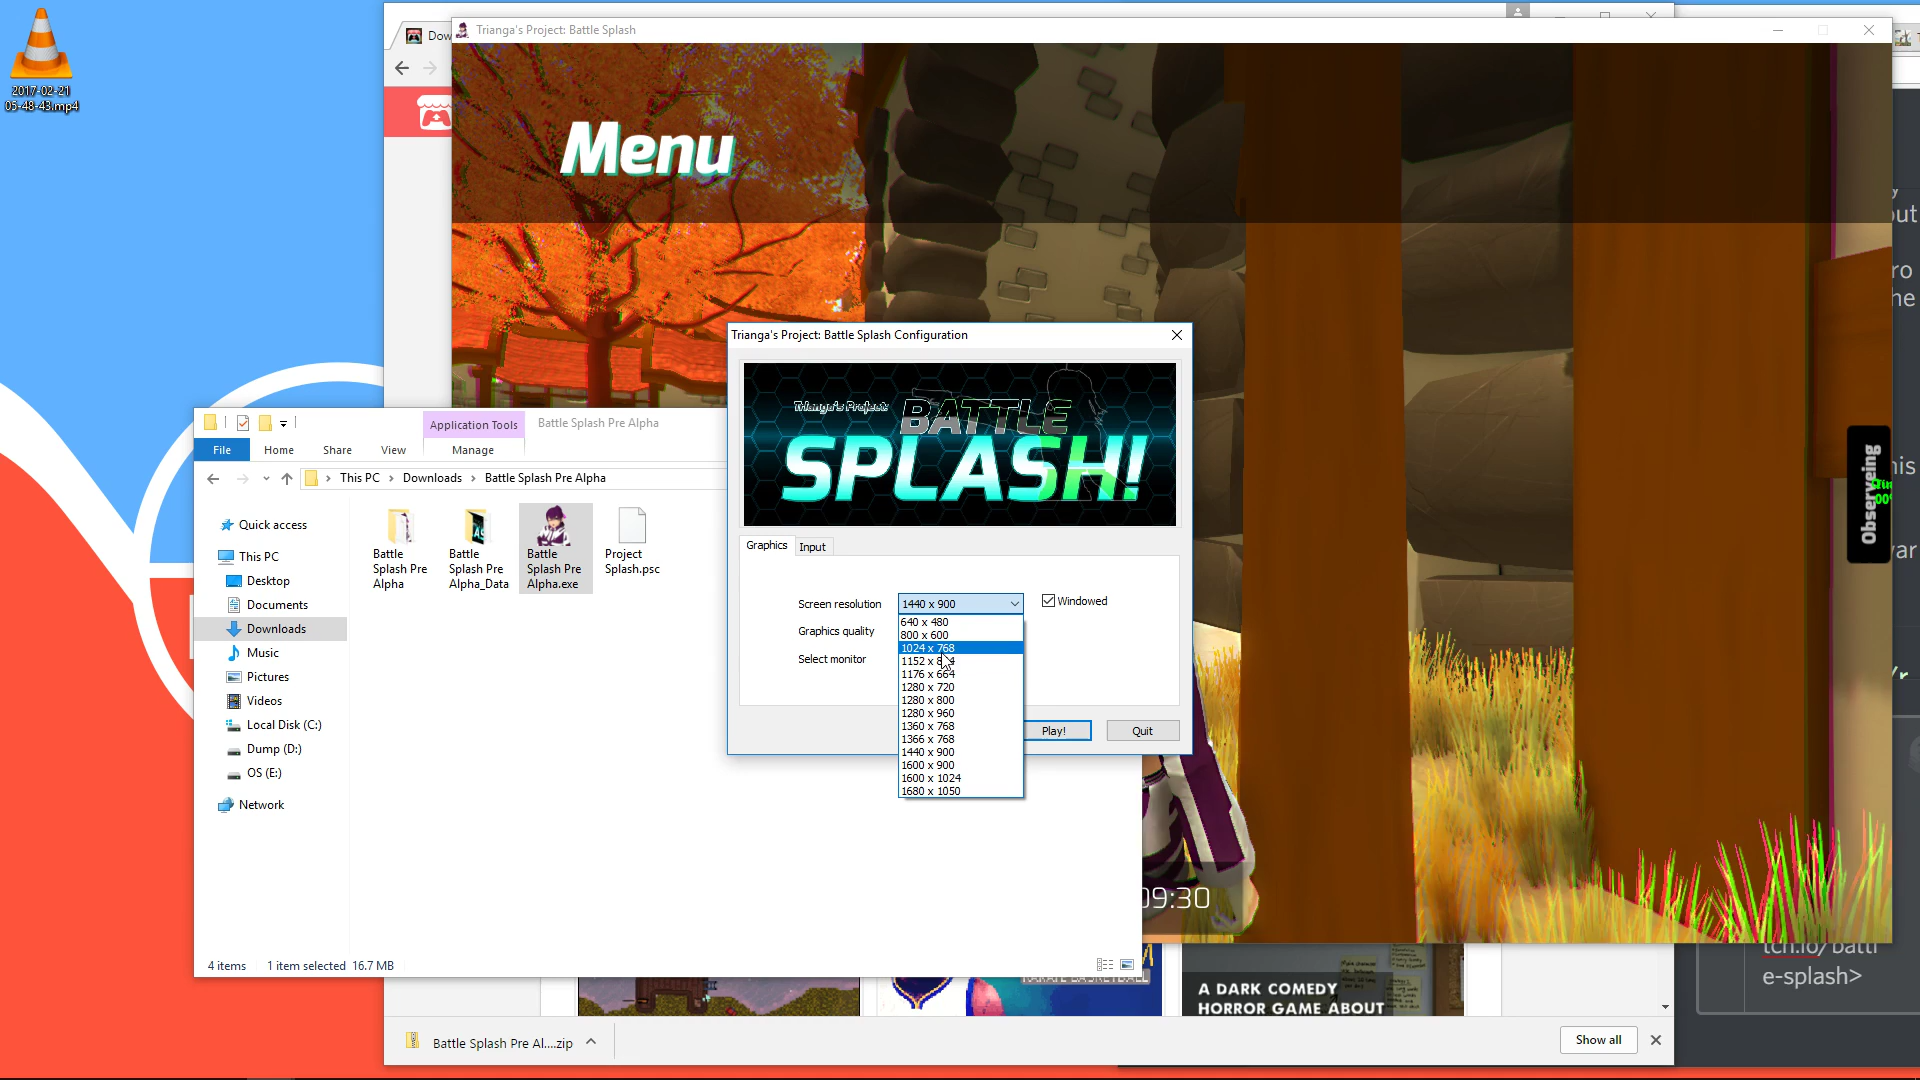 2017-02-21
05-48-43.mp4
Dow
Trianga's Project: Battle Splash
Menu
Trianga's Project: Battle Splash Configuration
Trianga's Project:
BATTLE
SPLASH!
Graphics
Input
Screen resolution
1440 x 900
Windowed
Graphics quality
Select monitor
640 x 480
800 x 600
1024 x 768
1152 x
1176 x 664
1280 x 720
1280 x 800
1280 x 960
1360 x 768
1366 x 768
1440 x 900
1600 x 900
1600 x 1024
1680 x 1050
Play!
Quit
Application Tools
Battle Splash Pre Alpha
File
Home
Share
View
Manage
This PC
Downloads
Battle Splash Pre Alpha
Quick access
This PC
Desktop
Documents
Downloads
Music
Pictures
Videos
Local Disk (C:)
Dump (D:)
OS (E:)
Network
Battle
Splash Pre
Alpha
Battle
Splash Pre
Alpha_Data
Battle
Splash Pre
Alpha.exe
Project
Splash.psc
4 items
1 item selected 16.7 MB
Observeing
09:30
KARATE BASKETBALL
A DARK COMEDY
HORROR GAME ABOUT
e-splash>
Battle Splash Pre Al....zip
Show all